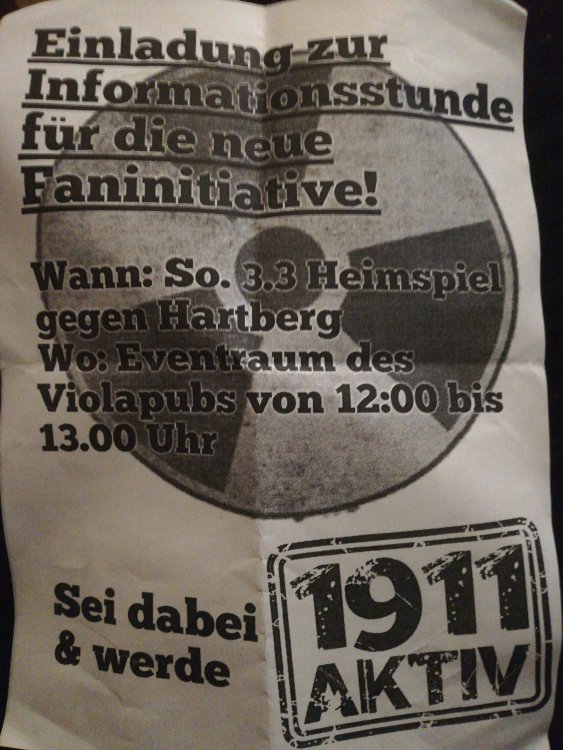 Einladung zur
Informationsstunde
für die neue
Faninitiative!
Wann: So. 3.3 Heimspiel
gegen Hartberg
Wo: Eventraum des
Violapubs von 12:00 bis
13.00 Uhr
Sei dabei
& werde
1911
AKTIV